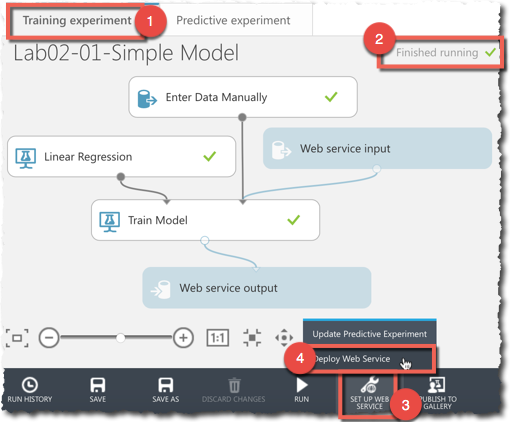 Training experiment
1
Predictive experiment
2
Lab02-01-Simple Model
Finished running
Enter Data Manually
Linear Regression
Web service input
Train Model
Web service output
1:1
Update Predictive Experiment
4
Deploy Web Service
RUN HISTORY
SAVE
SAVE AS
DISCARD CHANGES
RUN
SET UP WEB
SERVICE
3
PUBLISH TO
GALLERY